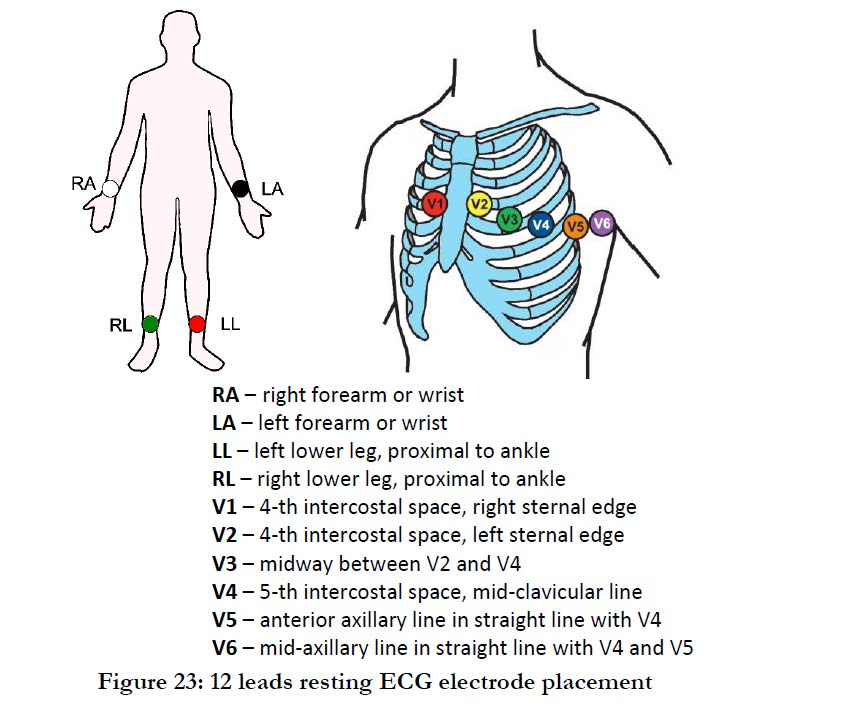 RA
LA
V1
V2
V3
V4
V5
V6
RL
LL
RA – right forearm or wrist
LA – left forearm or wrist
LL – left lower leg, proximal to ankle
RL – right lower leg, proximal to ankle
V1 – 4-th intercostal space, right sternal edge
V2 – 4-th intercostal space, left sternal edge
V3 – midway between V2 and V4
V4 – 5-th intercostal space, mid-clavicular line
V5 – anterior axillary line in straight line with V4
V6 – mid-axillary line in straight line with V4 and V5
Figure 23: 12 leads resting ECG electrode placement